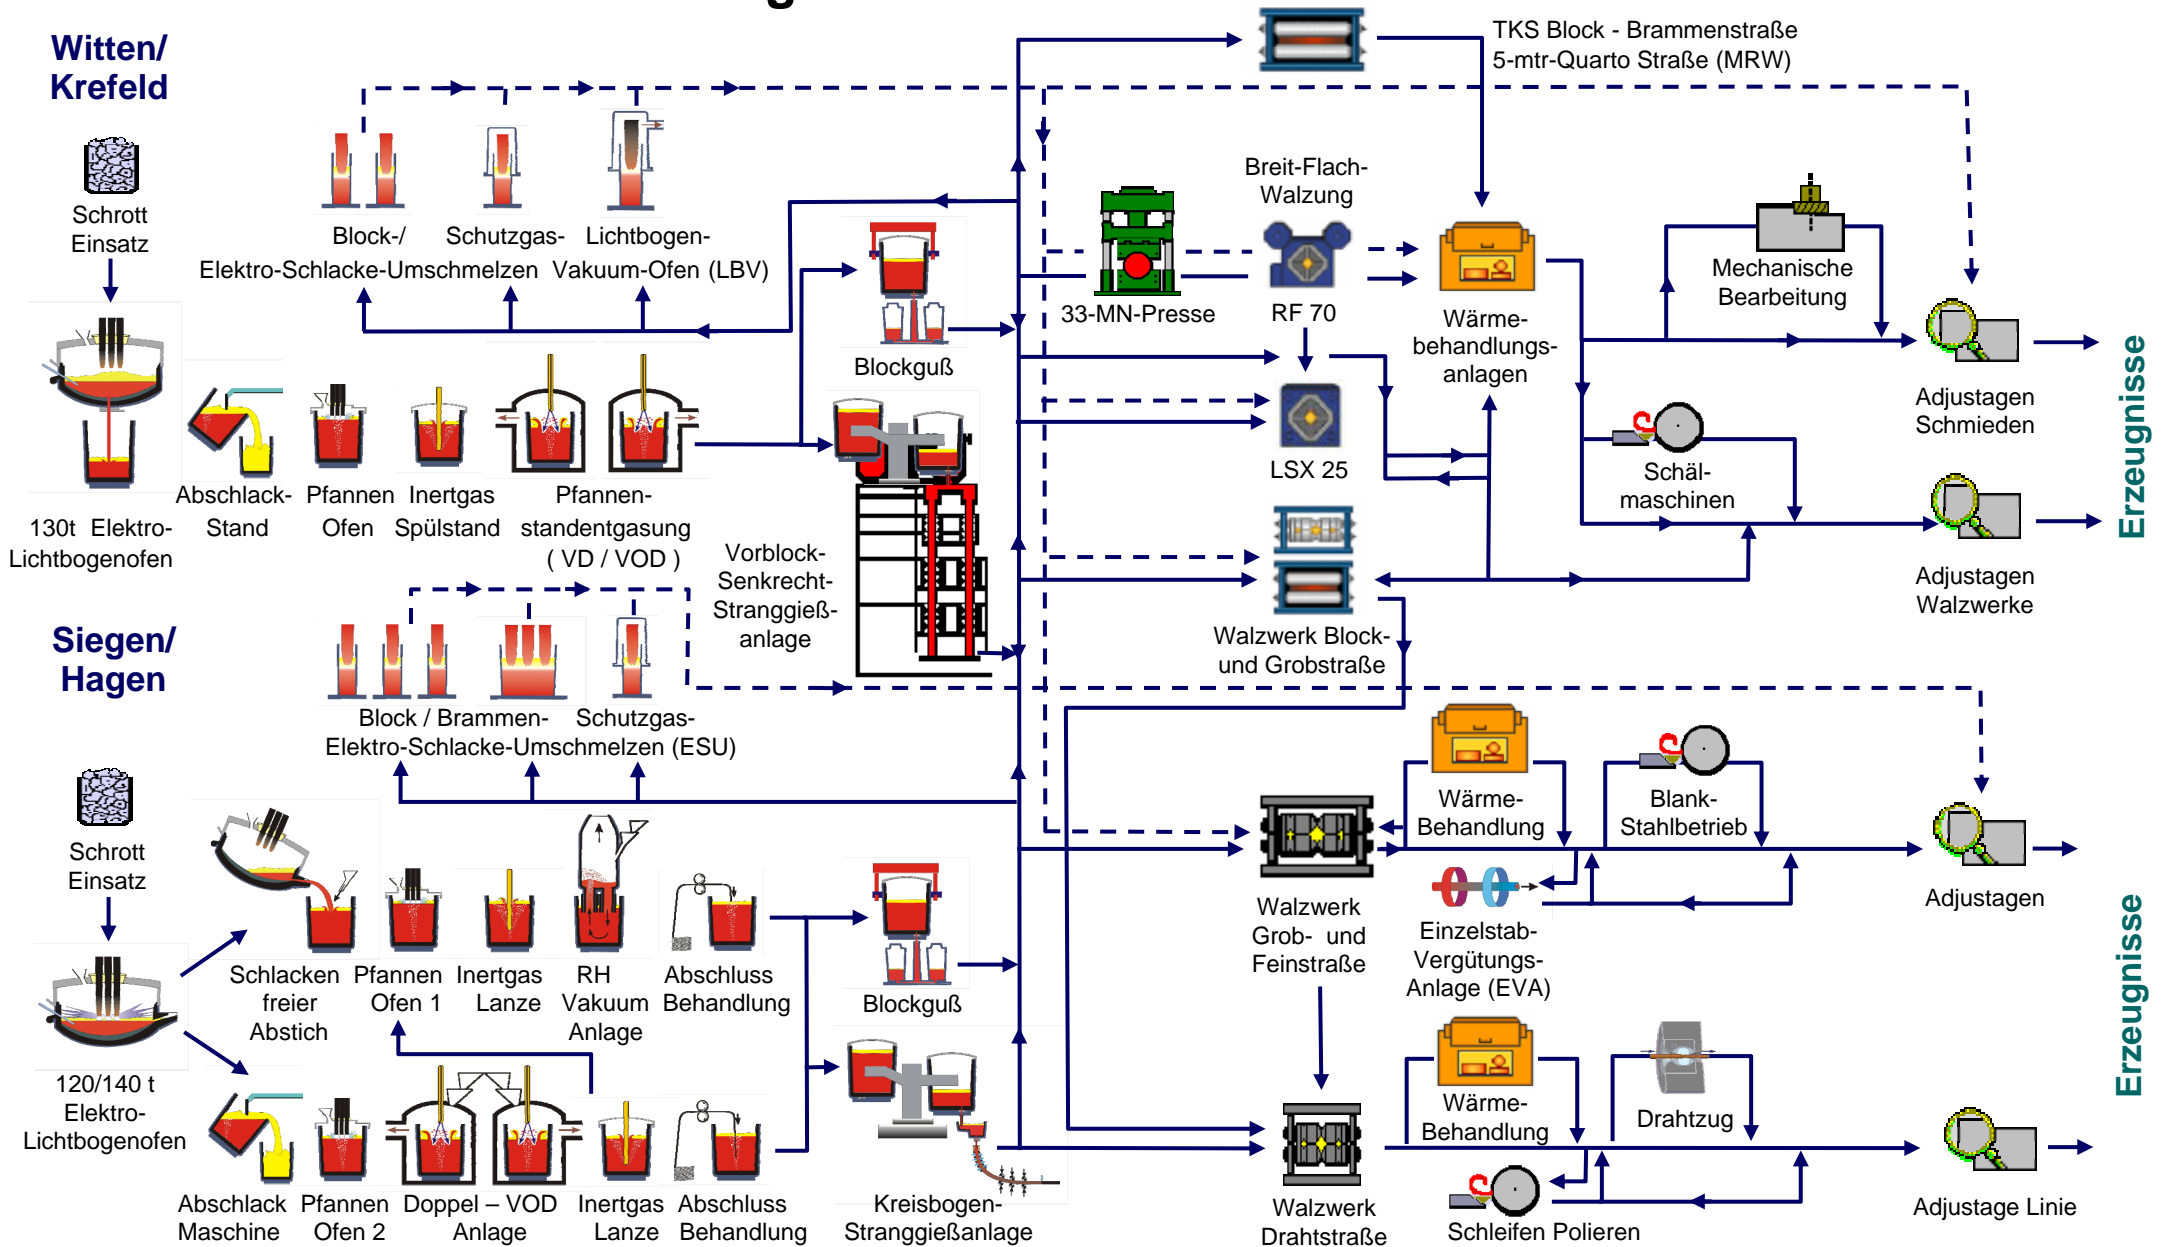 Witten/
Krefeld
Schrott
Einsatz
130t Elektro-
Lichtbogenofen
Abschlack-
Stand
Pfannen
Ofen
Inertgas
Spülstand
Pfannen-
standentgasung
( VD / VOD )
Block-/
Schutzgas-
Lichtbogen-
Elektro-Schlacke-Umschmelzen
Vakuum-Ofen (LBV)
Blockguß
Vorblock-
Senkrecht-
Stranggieß-
anlage
TKS Block - Brammenstraße
5-mtr-Quarto Straße (MRW)
Breit-Flach-
Walzung
33-MN-Presse
RF 70
LSX 25
Walzwerk Block-
und Grobstraße
Wärme-
behandlungs-
anlagen
Mechanische
Bearbeitung
Schäl-
maschinen
Adjustagen
Schmieden
Adjustagen
Walzwerke
Erzeugnisse
Siegen/
Hagen
Schrott
Einsatz
120/140 t
Elektro-
Lichtbogenofen
Block / Brammen-
Schutzgas-
Elektro-Schlacke-Umschmelzen (ESU)
Schlacken
freier
Abstich
Pfannen
Ofen 1
Inertgas
Lanze
RH
Vakuum
Anlage
Abschluss
Behandlung
Blockguß
Abschlack
Maschine
Pfannen
Ofen 2
Doppel – VOD
Anlage
Inertgas
Lanze
Abschluss
Behandlung
Kreisbogen-
Stranggießanlage
Walzwerk
Grob- und
Feinstraße
Wärme-
Behandlung
Blank-
Stahlbetrieb
Einzelstab-
Vergütungs-
Anlage (EVA)
Adjustagen
Walzwerk
Drahtstraße
Wärme-
Behandlung
Drahtzug
Schleifen Polieren
Adjustage Linie
Erzeugnisse